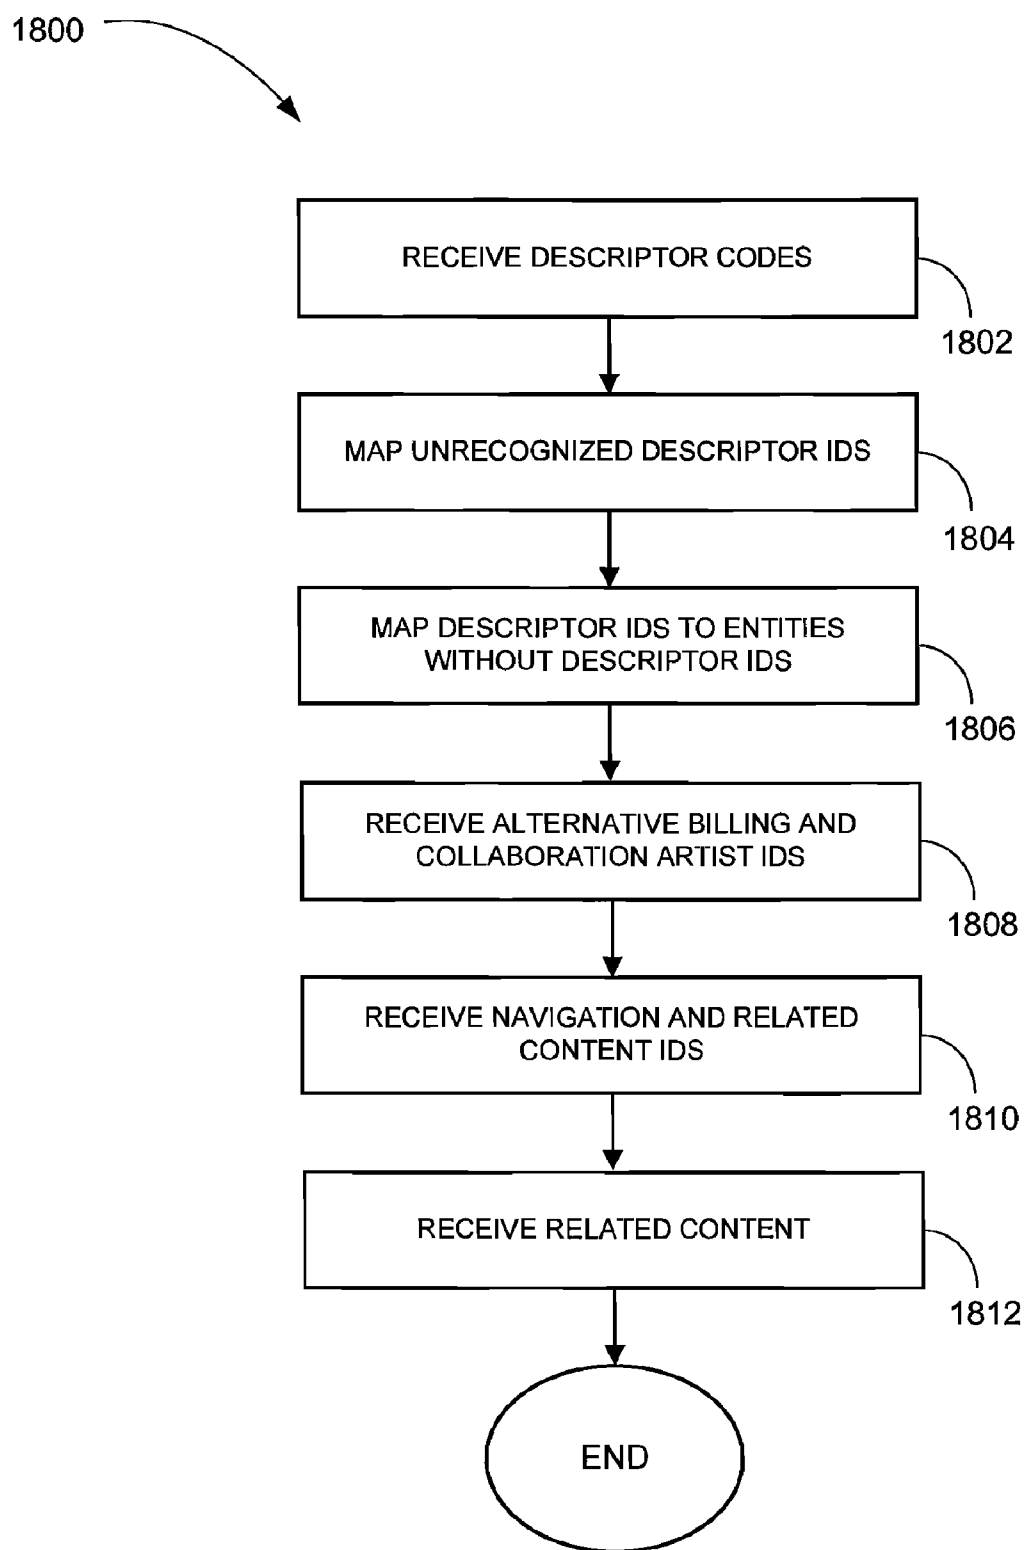 1800
RECEIVE DESCRIPTOR CODES
1802
MAP UNRECOGNIZED DESCRIPTOR IDS
1804
MAP DESCRIPTOR IDS TO ENTITIES
WITHOUT DESCRIPTOR IDS
1806
RECEIVE ALTERNATIVE BILLING AND
COLLABORATION ARTIST IDS
1808
RECEIVE NAVIGATION AND RELATED
CONTENT IDS
1810
RECEIVE RELATED CONTENT
1812
END